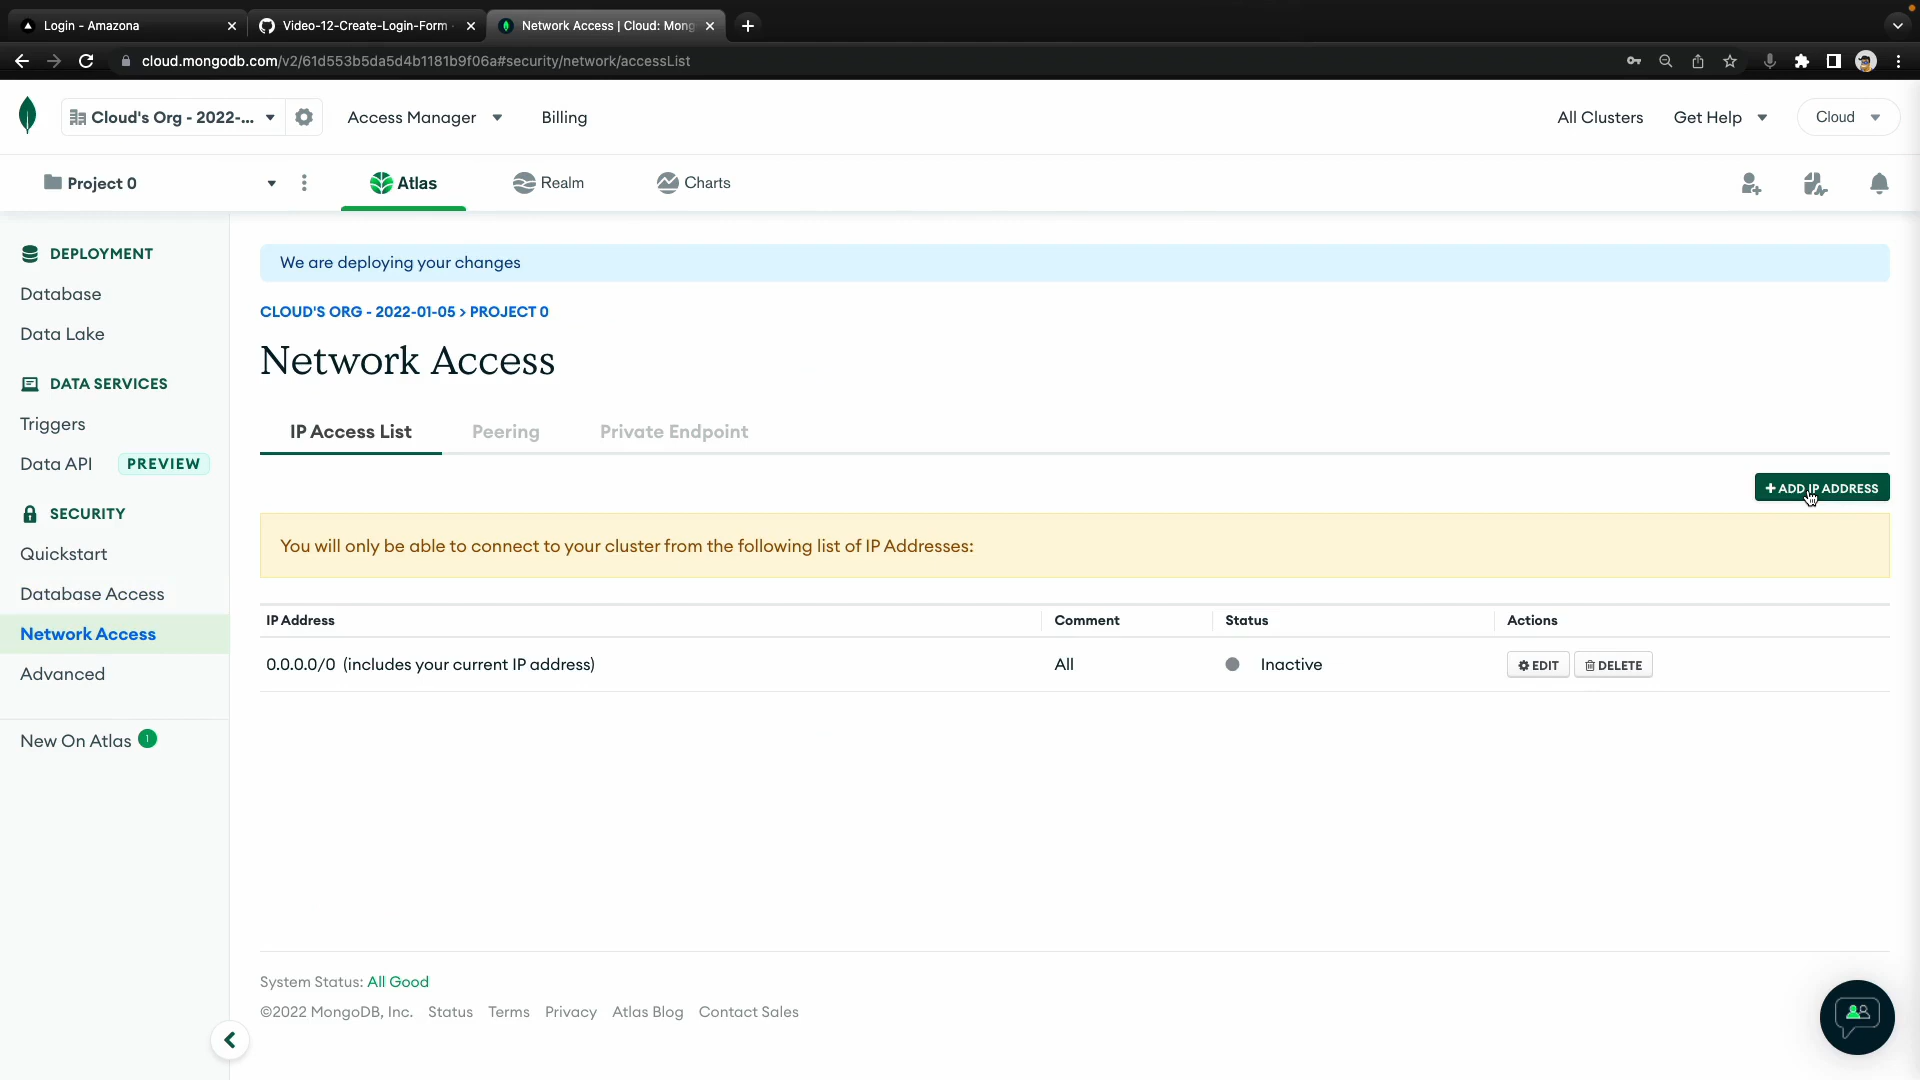 Login - Amazona
Video-12-Create-Login-Form
Network Access | Cloud: Mong
cloud.mongodb.com/v2/61d553b5da5d4b1181b9f06a#security/network/accessList
Cloud's Org - 2022-...
Access Manager
Billing
All Clusters
Get Help
Cloud
Project 0
Atlas
Realm
Charts
DEPLOYMENT
Database
Data Lake
DATA SERVICES
Triggers
Data API PREVIEW
SECURITY
Quickstart
Database Access
Network Access
Advanced
New On Atlas 1
We are deploying your changes
CLOUD'S ORG - 2022-01-05 > PROJECT 0
Network Access
IP Access List
Peering
Private Endpoint
+ ADD IP ADDRESS
You will only be able to connect to your cluster from the following list of IP Addresses:
IP Address Comment Status Actions
0.0.0.0/0 (includes your current IP address) All Inactive EDIT DELETE
System Status: All Good
©2022 MongoDB, Inc. Status Terms Privacy Atlas Blog Contact Sales